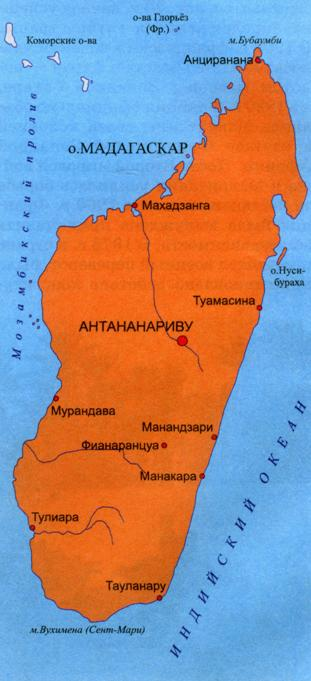 о-ва Глорьёз
(Фр.)
Коморские о-ва
м.Бубаумби
Анциранана
о.МАДАГАСКАР
Мозамбикский пролив
Махадзанга
о.Нуси-
бураха
Туамасина
АНТАНАНАРИВУ
Мурандава
Манандзари
Фианаранцуа
Манакара
ИНДИЙСКИЙ ОКЕАН
Тулиара
Тауланару
м.Вухимена (Сент-Мари)